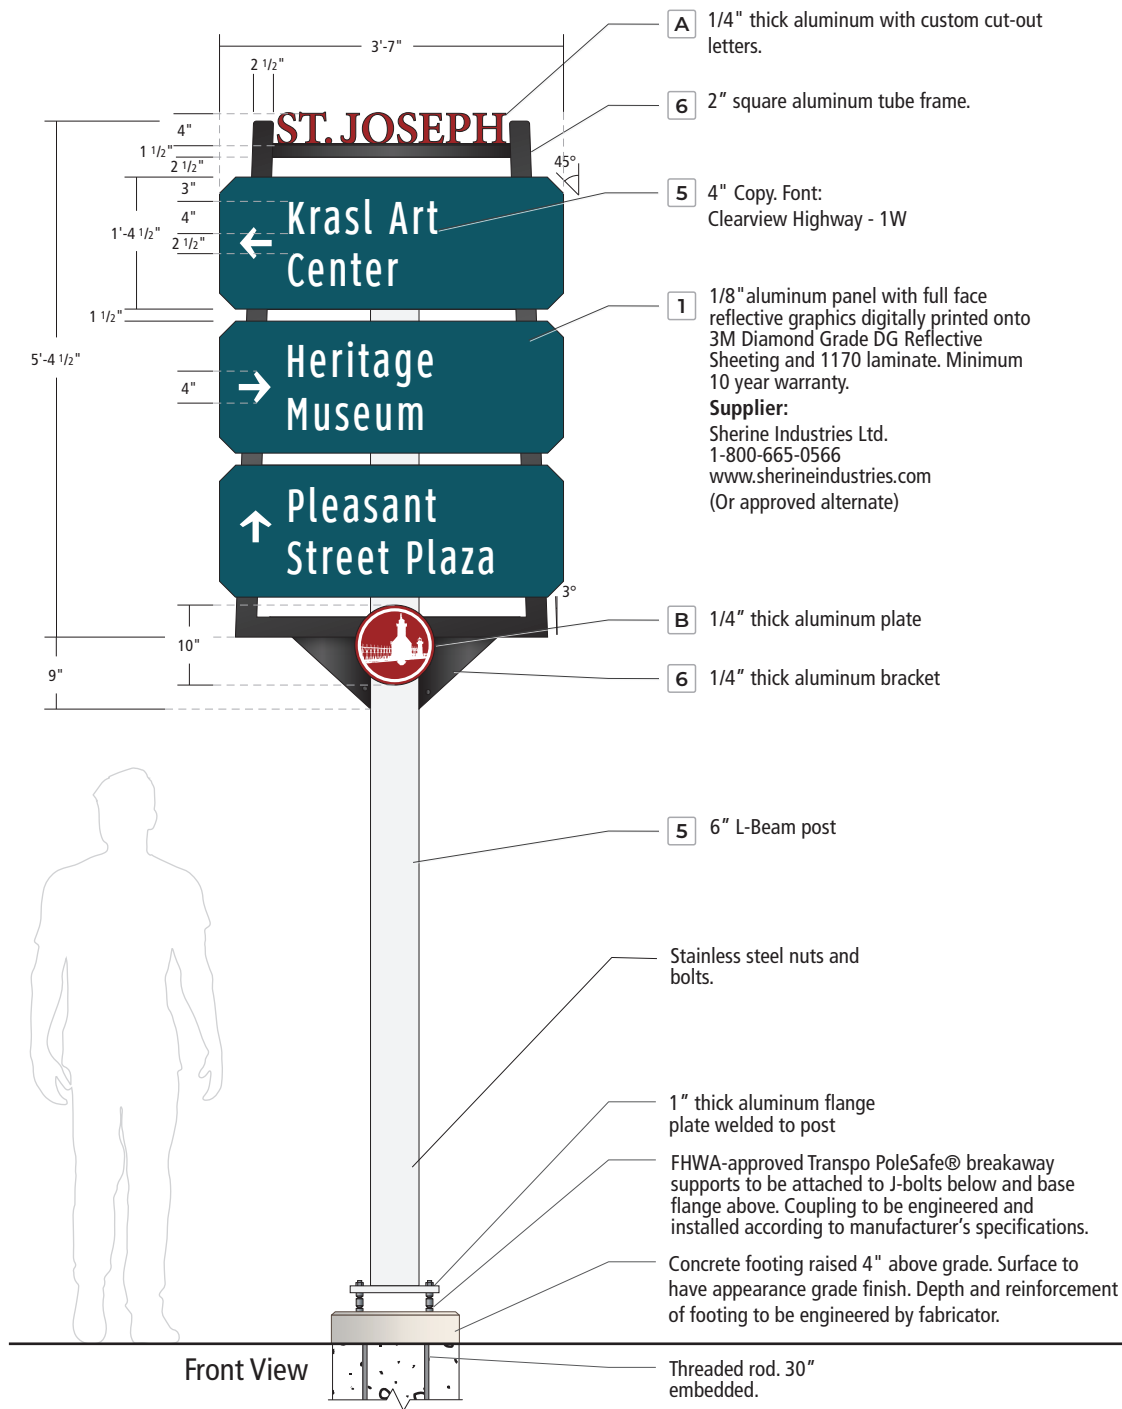 A
1/4" thick aluminum with custom cut-out
letters.
3'-7"
2 1/2"
6
2” square aluminum tube frame.
ST. JOSEPH
4"
1 1/2"
2 1/2"
45°
3"
5
4" Copy. Font:
Clearview Highway - 1W
4"
1'-4 1/2"
2 1/2"
Krasl Art
Center
1
1/8"aluminum panel with full face
reflective graphics digitally printed onto
3M Diamond Grade DG Reflective
Sheeting and 1170 laminate. Minimum
10 year warranty.
Supplier:
Sherine Industries Ltd.
1-800-665-0566
www.sherineindustries.com
(Or approved alternate)
1 1/2"
5'-4 1/2"
4"
Heritage
Museum
Pleasant
Street Plaza
3°
B
1/4” thick aluminum plate
10"
9"
6
1/4” thick aluminum bracket
5
6” L-Beam post
Stainless steel nuts and
bolts.
1” thick aluminum flange
plate welded to post
FHWA-approved Transpo PoleSafe® breakaway
supports to be attached to J-bolts below and base
flange above. Coupling to be engineered and
installed according to manufacturer’s specifications.
Concrete footing raised 4" above grade. Surface to
have appearance grade finish. Depth and reinforcement
of footing to be engineered by fabricator.
Front View
Threaded rod. 30”
embedded.